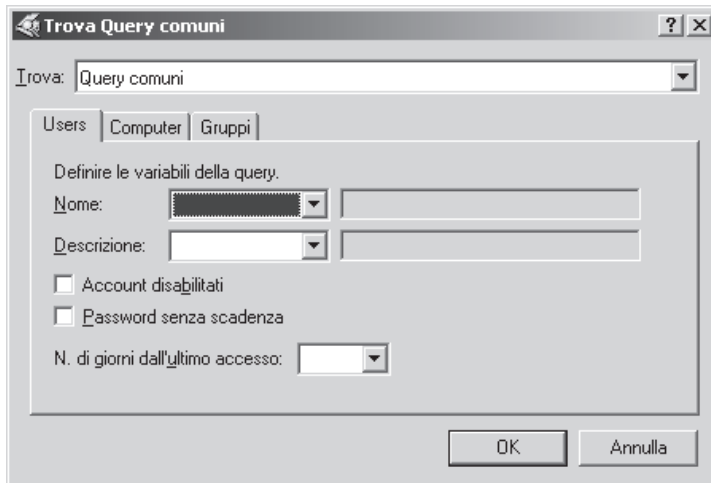 Trova Query comuni
Trova: Query comuni
Users Computer Gruppi
Definire le variabili della query.
Nome:
Descrizione:
Account disabilitati
Password senza scadenza
N. di giorni dall'ultimo accesso:
OK Annulla